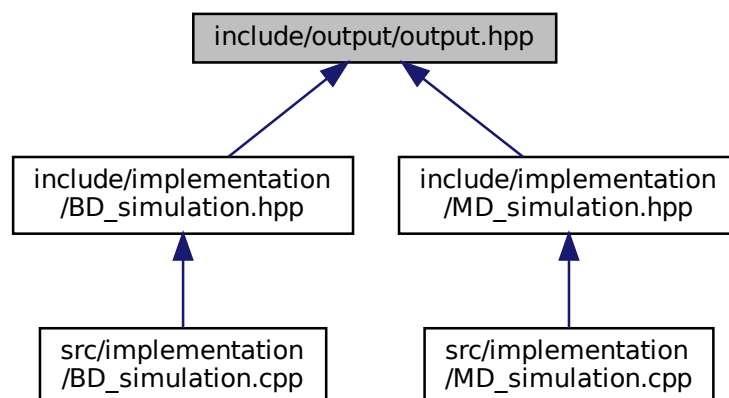 include/output/output.hpp
include/implementation
/BD_simulation.hpp
include/implementation
/MD_simulation.hpp
src/implementation
/BD_simulation.cpp
src/implementation
/MD_simulation.cpp